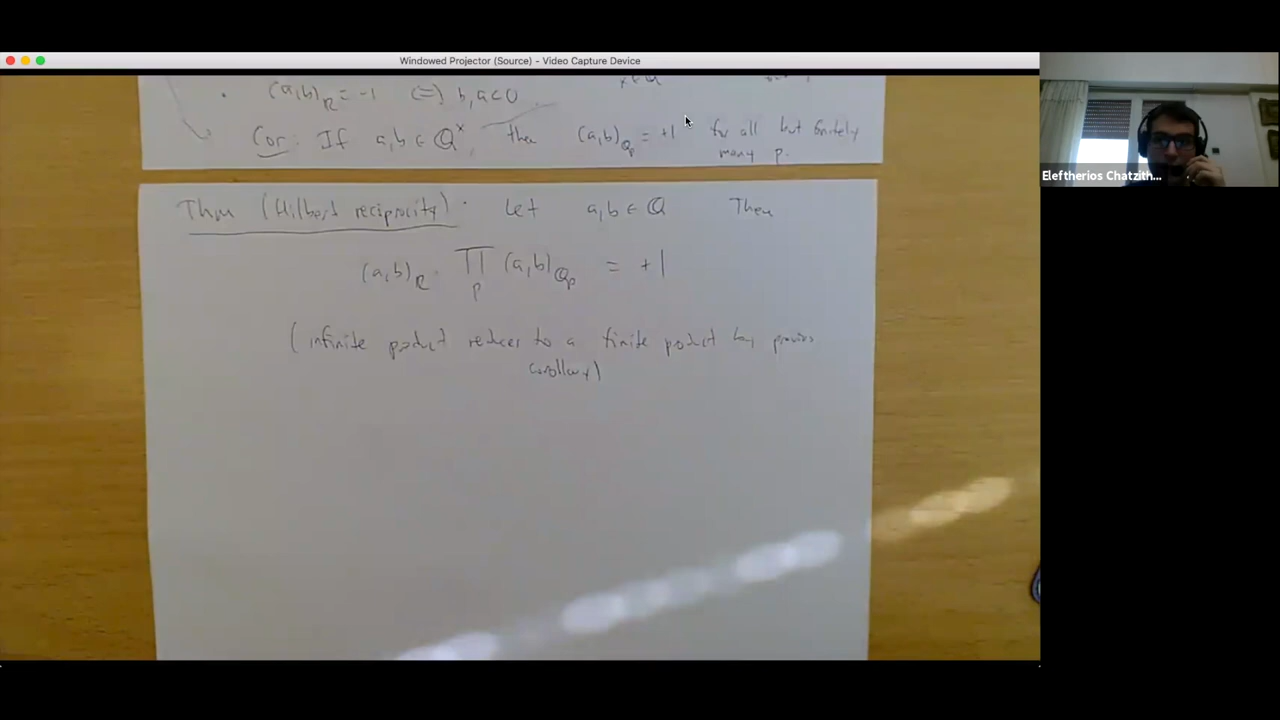 Windowed Projector (Source) - Video Capture Device
• (a,b)_ℝ = -1 (=) b, a < 0
Cor: If a, b ∈ ℚ^x, then (a,b)_{ℚ_p} = +1 for all but finitely
many p.
Thm (Hilbert reciprocity). Let a, b ∈ ℚ Then
(a,b)_ℝ · ∏_p (a,b)_{ℚ_p} = +1
(infinite product reduces to a finite product by previous
corollary)
Eleftherios Chatzith...